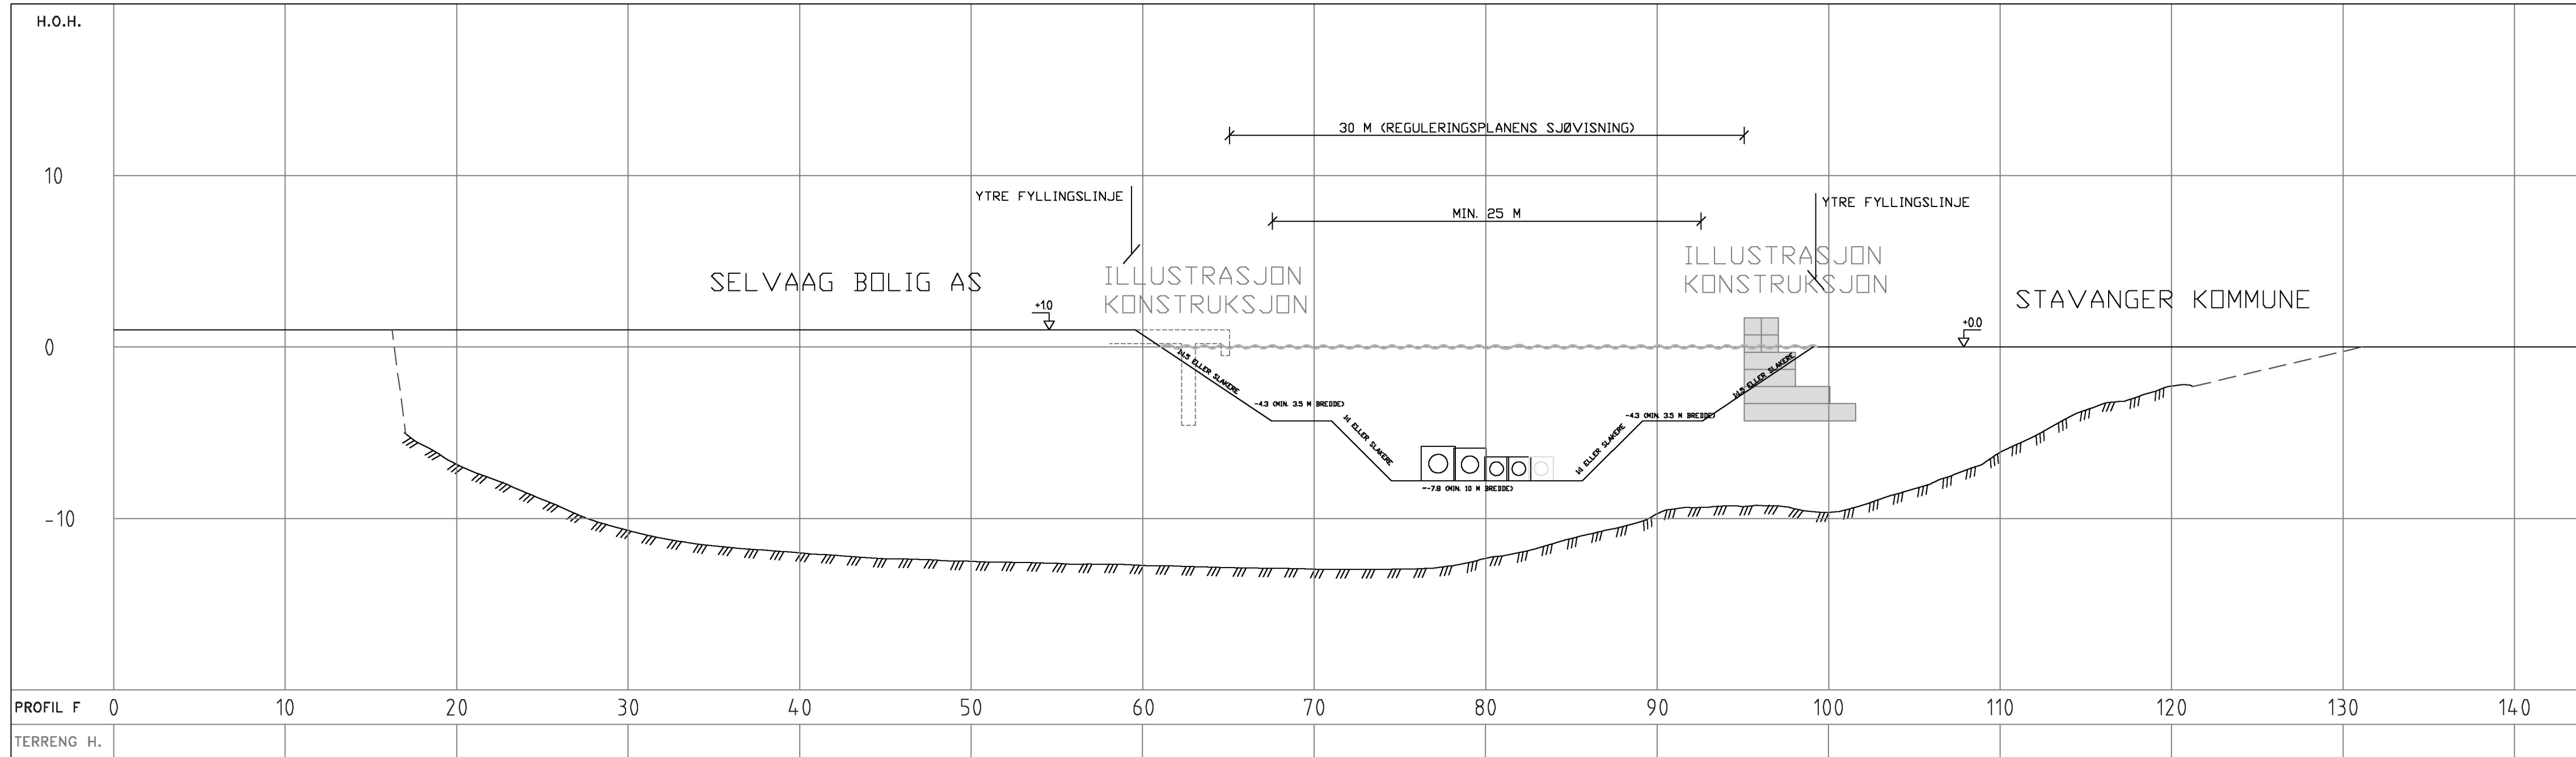 H.O.H.
30 M (REGULERINGSPLANENS SJØVISNING)
10
YTRE FYLLINGSLINJE
YTRE FYLLINGSLINJE
MIN. 25 M
ILLUSTRASJON
KONSTRUKSJON
ILLUSTRASJON
KONSTRUKSJON
SELVAAG BOLIG AS
STAVANGER KOMMUNE
+1.0
+0.0
0
1:1.5 ELLER SLAKERE
1:1.5 ELLER SLAKERE
-4.3 (MIN. 3.5 M BREDDE)
-4.3 (MIN. 3.5 M BREDDE)
1:1 ELLER SLAKERE
1:1 ELLER SLAKERE
~-7.8 (MIN. 10 M BREDDE)
-10
PROFIL F 0 10 20 30 40 50 60 70 80 90 100 110 120 130 140
TERRENG H.